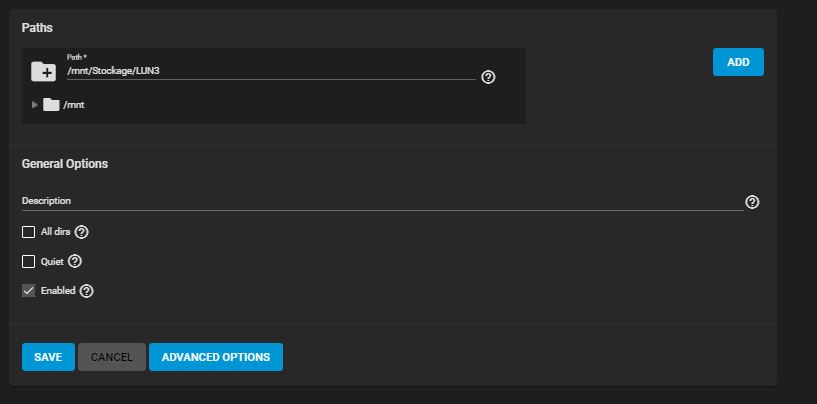 Paths
Path *
/mnt/Stockage/LUN3
ADD
/mnt
General Options
Description
All dirs
Quiet
Enabled
SAVE CANCEL ADVANCED OPTIONS